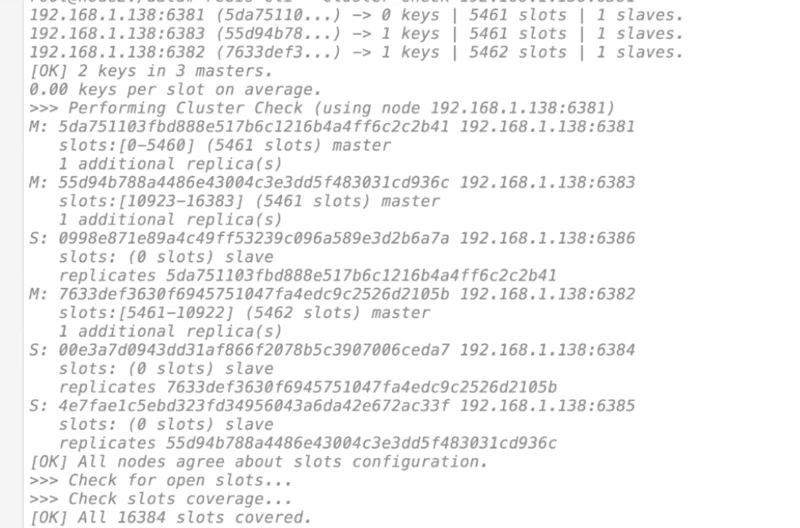 192.168.1.138:6381 (5da75110...) -> 0 keys | 5461 slots | 1 slaves.
192.168.1.138:6383 (55d94b78...) -> 1 keys | 5461 slots | 1 slaves.
192.168.1.138:6382 (7633def3...) -> 1 keys | 5462 slots | 1 slaves.
[OK] 2 keys in 3 masters.
0.00 keys per slot on average.
>>> Performing Cluster Check (using node 192.168.1.138:6381)
M: 5da751103fbd888e517b6c1216b4a4ff6c2c2b41 192.168.1.138:6381
slots:[0-5460] (5461 slots) master
1 additional replica(s)
M: 55d94b788a4486e43004c3e3dd5f483031cd936c 192.168.1.138:6383
slots:[10923-16383] (5461 slots) master
1 additional replica(s)
S: 0998e871e89a4c49ff53239c096a589e3d2b6a7a 192.168.1.138:6386
slots: (0 slots) slave
replicates 5da751103fbd888e517b6c1216b4a4ff6c2c2b41
M: 7633def3630f6945751047fa4edc9c2526d2105b 192.168.1.138:6382
slots:[5461-10922] (5462 slots) master
1 additional replica(s)
S: 00e3a7d0943dd31af866f2078b5c3907006ceda7 192.168.1.138:6384
slots: (0 slots) slave
replicates 7633def3630f6945751047fa4edc9c2526d2105b
S: 4e7fae1c5ebd323fd34956043a6da42e672ac33f 192.168.1.138:6385
slots: (0 slots) slave
replicates 55d94b788a4486e43004c3e3dd5f483031cd936c
[OK] All nodes agree about slots configuration.
>>> Check for open slots...
>>> Check slots coverage...
[OK] All 16384 slots covered.